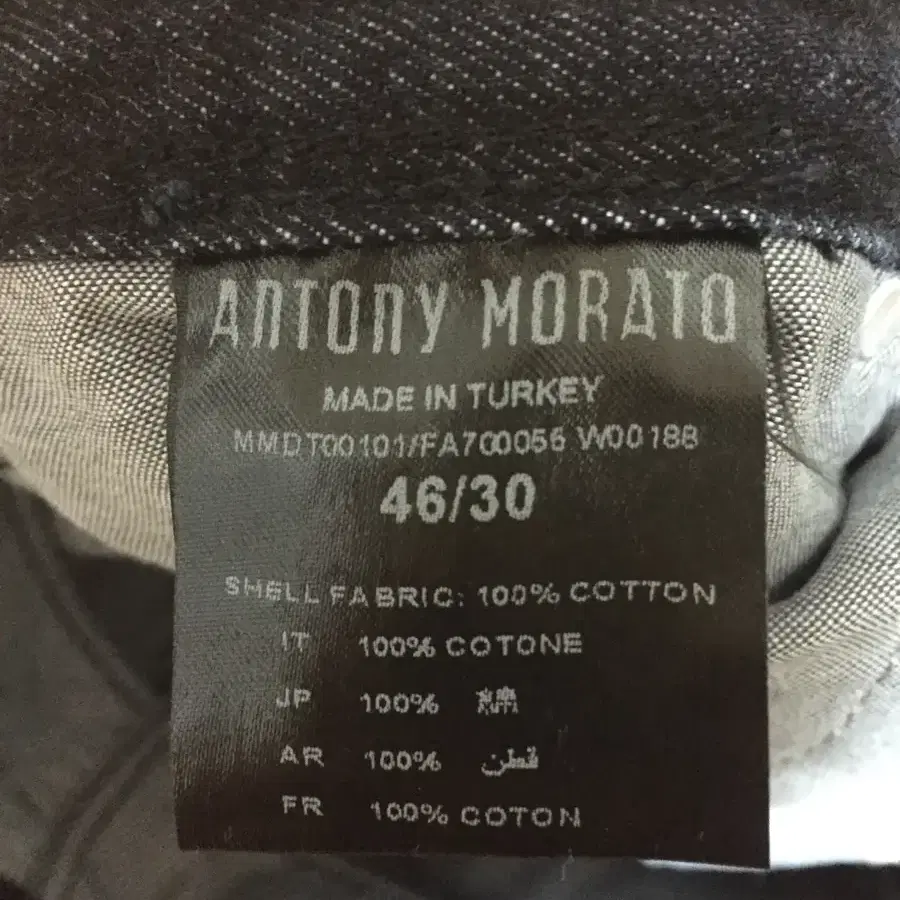 ANTONY MORATO
MADE IN TURKEY
MMDT00101/FA700056 W00188
46/30
SHELL FABRIC: 100% COTTON
IT 100% COTONE
JP 100% 綿
AR 100% قطن
FR 100% COTON